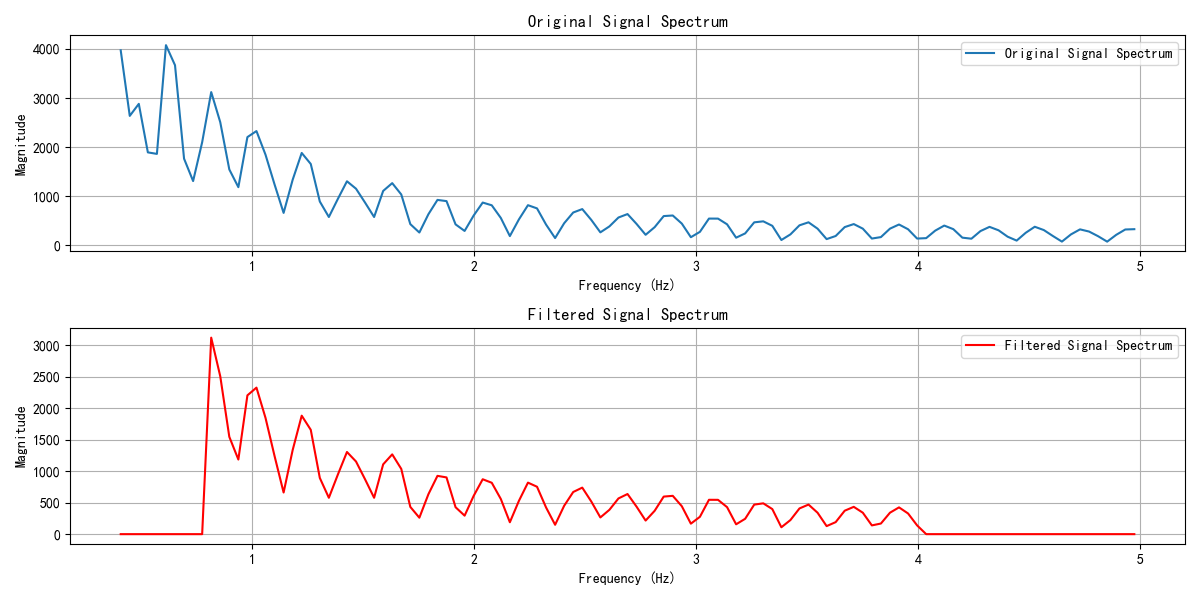 Original Signal Spectrum
4000
3000
2000
1000
0
Magnitude
Original Signal Spectrum
1 2 3 4 5
Frequency (Hz)
Filtered Signal Spectrum
3000
2500
2000
1500
1000
500
0
Magnitude
Filtered Signal Spectrum
1 2 3 4 5
Frequency (Hz)